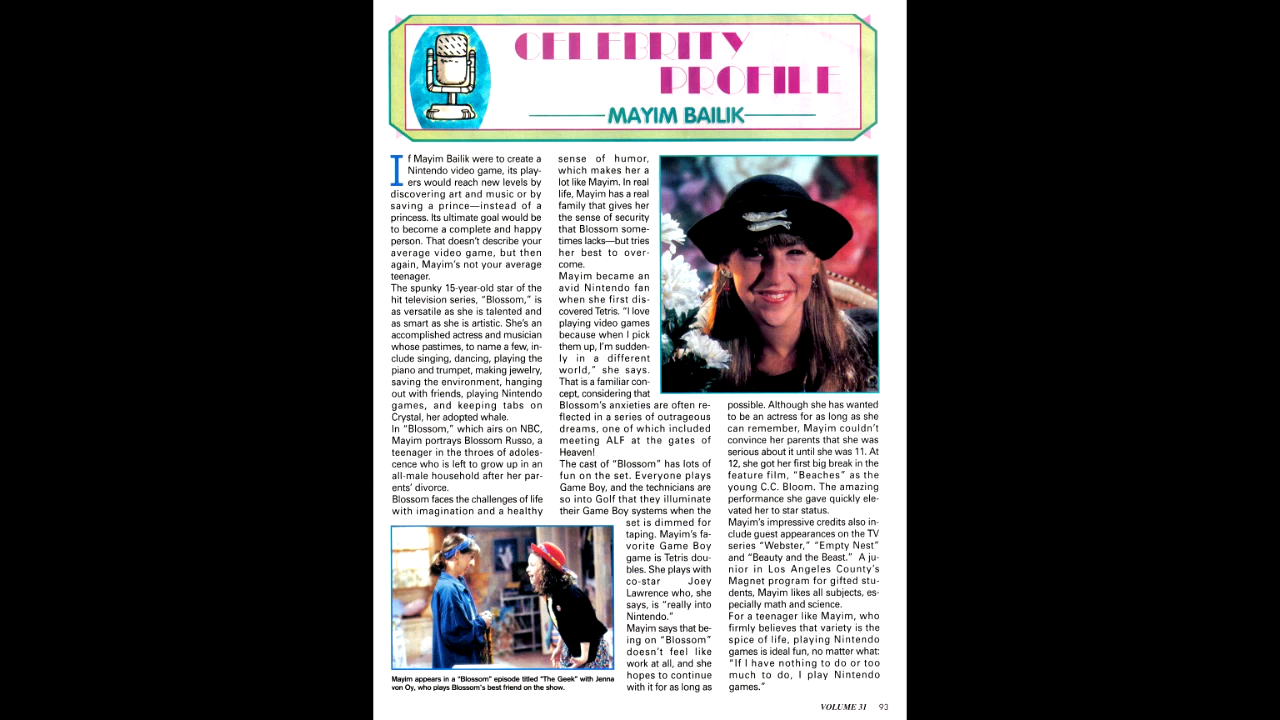 CELEBRITY
PROFILE
MAYIM BAILIK
If Mayim Bailik were to create a
Nintendo video game, its play-
ers would reach new levels by
discovering art and music or by
saving a prince—instead of a
princess. Its ultimate goal would be
to become a complete and happy
person. That doesn't describe your
average video game, but then
again, Mayim's not your average
teenager.
The spunky 15-year-old star of the
hit television series, "Blossom," is
as versatile as she is talented and
as smart as she is artistic. She's an
accomplished actress and musician
whose pastimes, to name a few, in-
clude singing, dancing, playing the
piano and trumpet, making jewelry,
saving the environment, hanging
out with friends, playing Nintendo
games, and keeping tabs on
Crystal, her adopted whale.
In "Blossom," which airs on NBC,
Mayim portrays Blossom Russo, a
teenager in the throes of adoles-
cence who is left to grow up in an
all-male household after her par-
ents' divorce.
Blossom faces the challenges of life
with imagination and a healthy
sense of humor,
which makes her a
lot like Mayim. In real
life, Mayim has a real
family that gives her
the sense of security
that Blossom some-
times lacks—but tries
her best to over-
come.
Mayim became an
avid Nintendo fan
when she first dis-
covered Tetris. "I love
playing video games
because when I pick
them up, I'm sudden-
ly in a different
world," she says.
That is a familiar con-
cept, considering that
Blossom's anxieties are often re-
flected in a series of outrageous
dreams, one of which included
meeting ALF at the gates of
Heaven!
The cast of "Blossom" has lots of
fun on the set. Everyone plays
Game Boy, and the technicians are
so into Golf that they illuminate
their Game Boy systems when the
set is dimmed for
taping. Mayim's fa-
vorite Game Boy
game is Tetris dou-
bles. She plays with
co-star Joey
Lawrence who, she
says, is "really into
Nintendo."
Mayim says that be-
ing on "Blossom"
doesn't feel like
work at all, and she
hopes to continue
with it for as long as
possible. Although she has wanted
to be an actress for as long as she
can remember, Mayim couldn't
convince her parents that she was
serious about it until she was 11. At
12, she got her first big break in the
feature film, "Beaches" as the
young C.C. Bloom. The amazing
performance she gave quickly ele-
vated her to star status.
Mayim's impressive credits also in-
clude guest appearances on the TV
series "Webster," "Empty Nest"
and "Beauty and the Beast." A ju-
nior in Los Angeles County's
Magnet program for gifted stu-
dents, Mayim likes all subjects, es-
pecially math and science.
For a teenager like Mayim, who
firmly believes that variety is the
spice of life, playing Nintendo
games is ideal fun, no matter what:
"If I have nothing to do or too
much to do, I play Nintendo
games."
Mayim appears in a "Blossom" episode titled "The Geek" with Jenna
von Oy, who plays Blossom's best friend on the show.
VOLUME 31 93